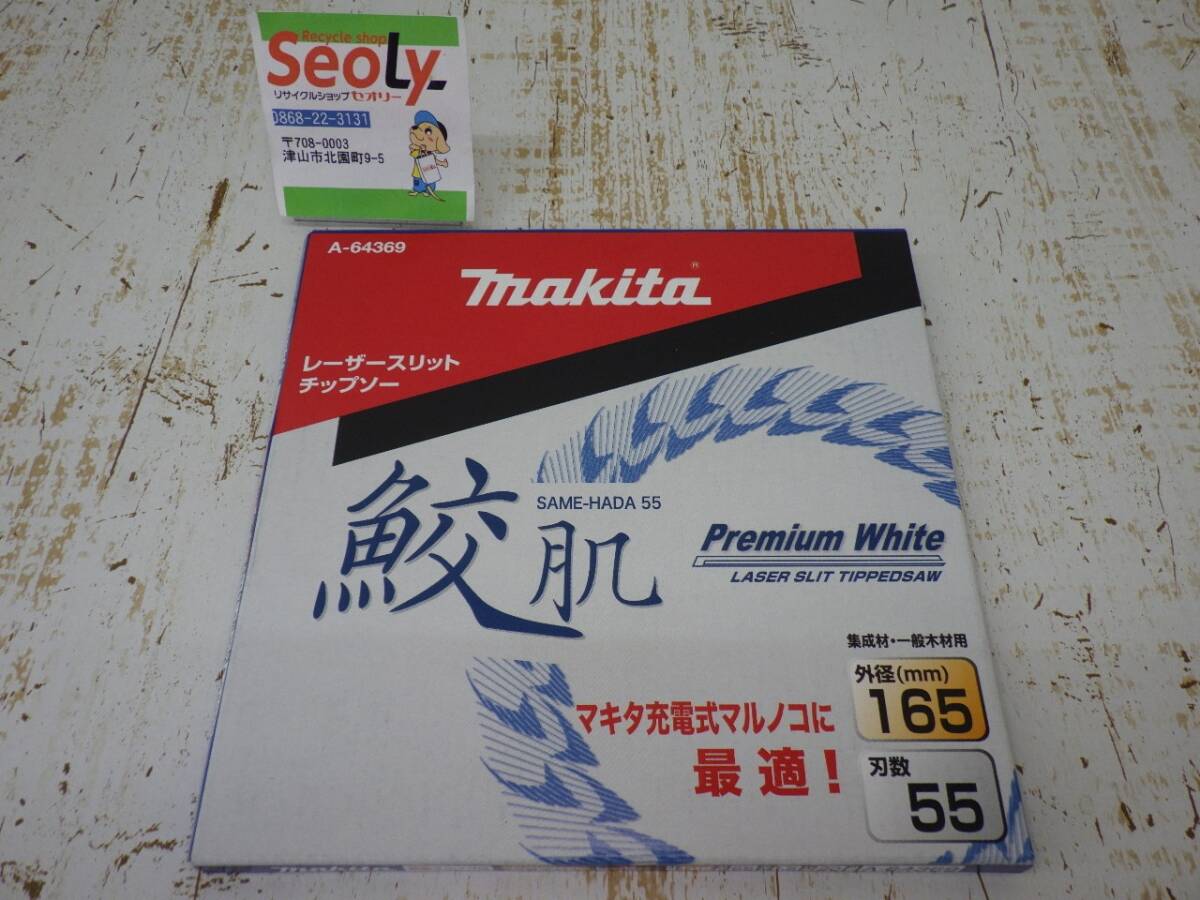 Recycle shop
SeoLy
リサイクルショップセオリー
0868-22-3131
〒708-0003
津山市北園町9-5
A-64369
makita®
レーザースリット
チップソー
鮫肌
SAME-HADA 55
Premium White
LASER SLIT TIPPEDSAW
集成材・一般木材用
外径(mm)
165
マキタ充電式マルノコに
最適!
刃数
55